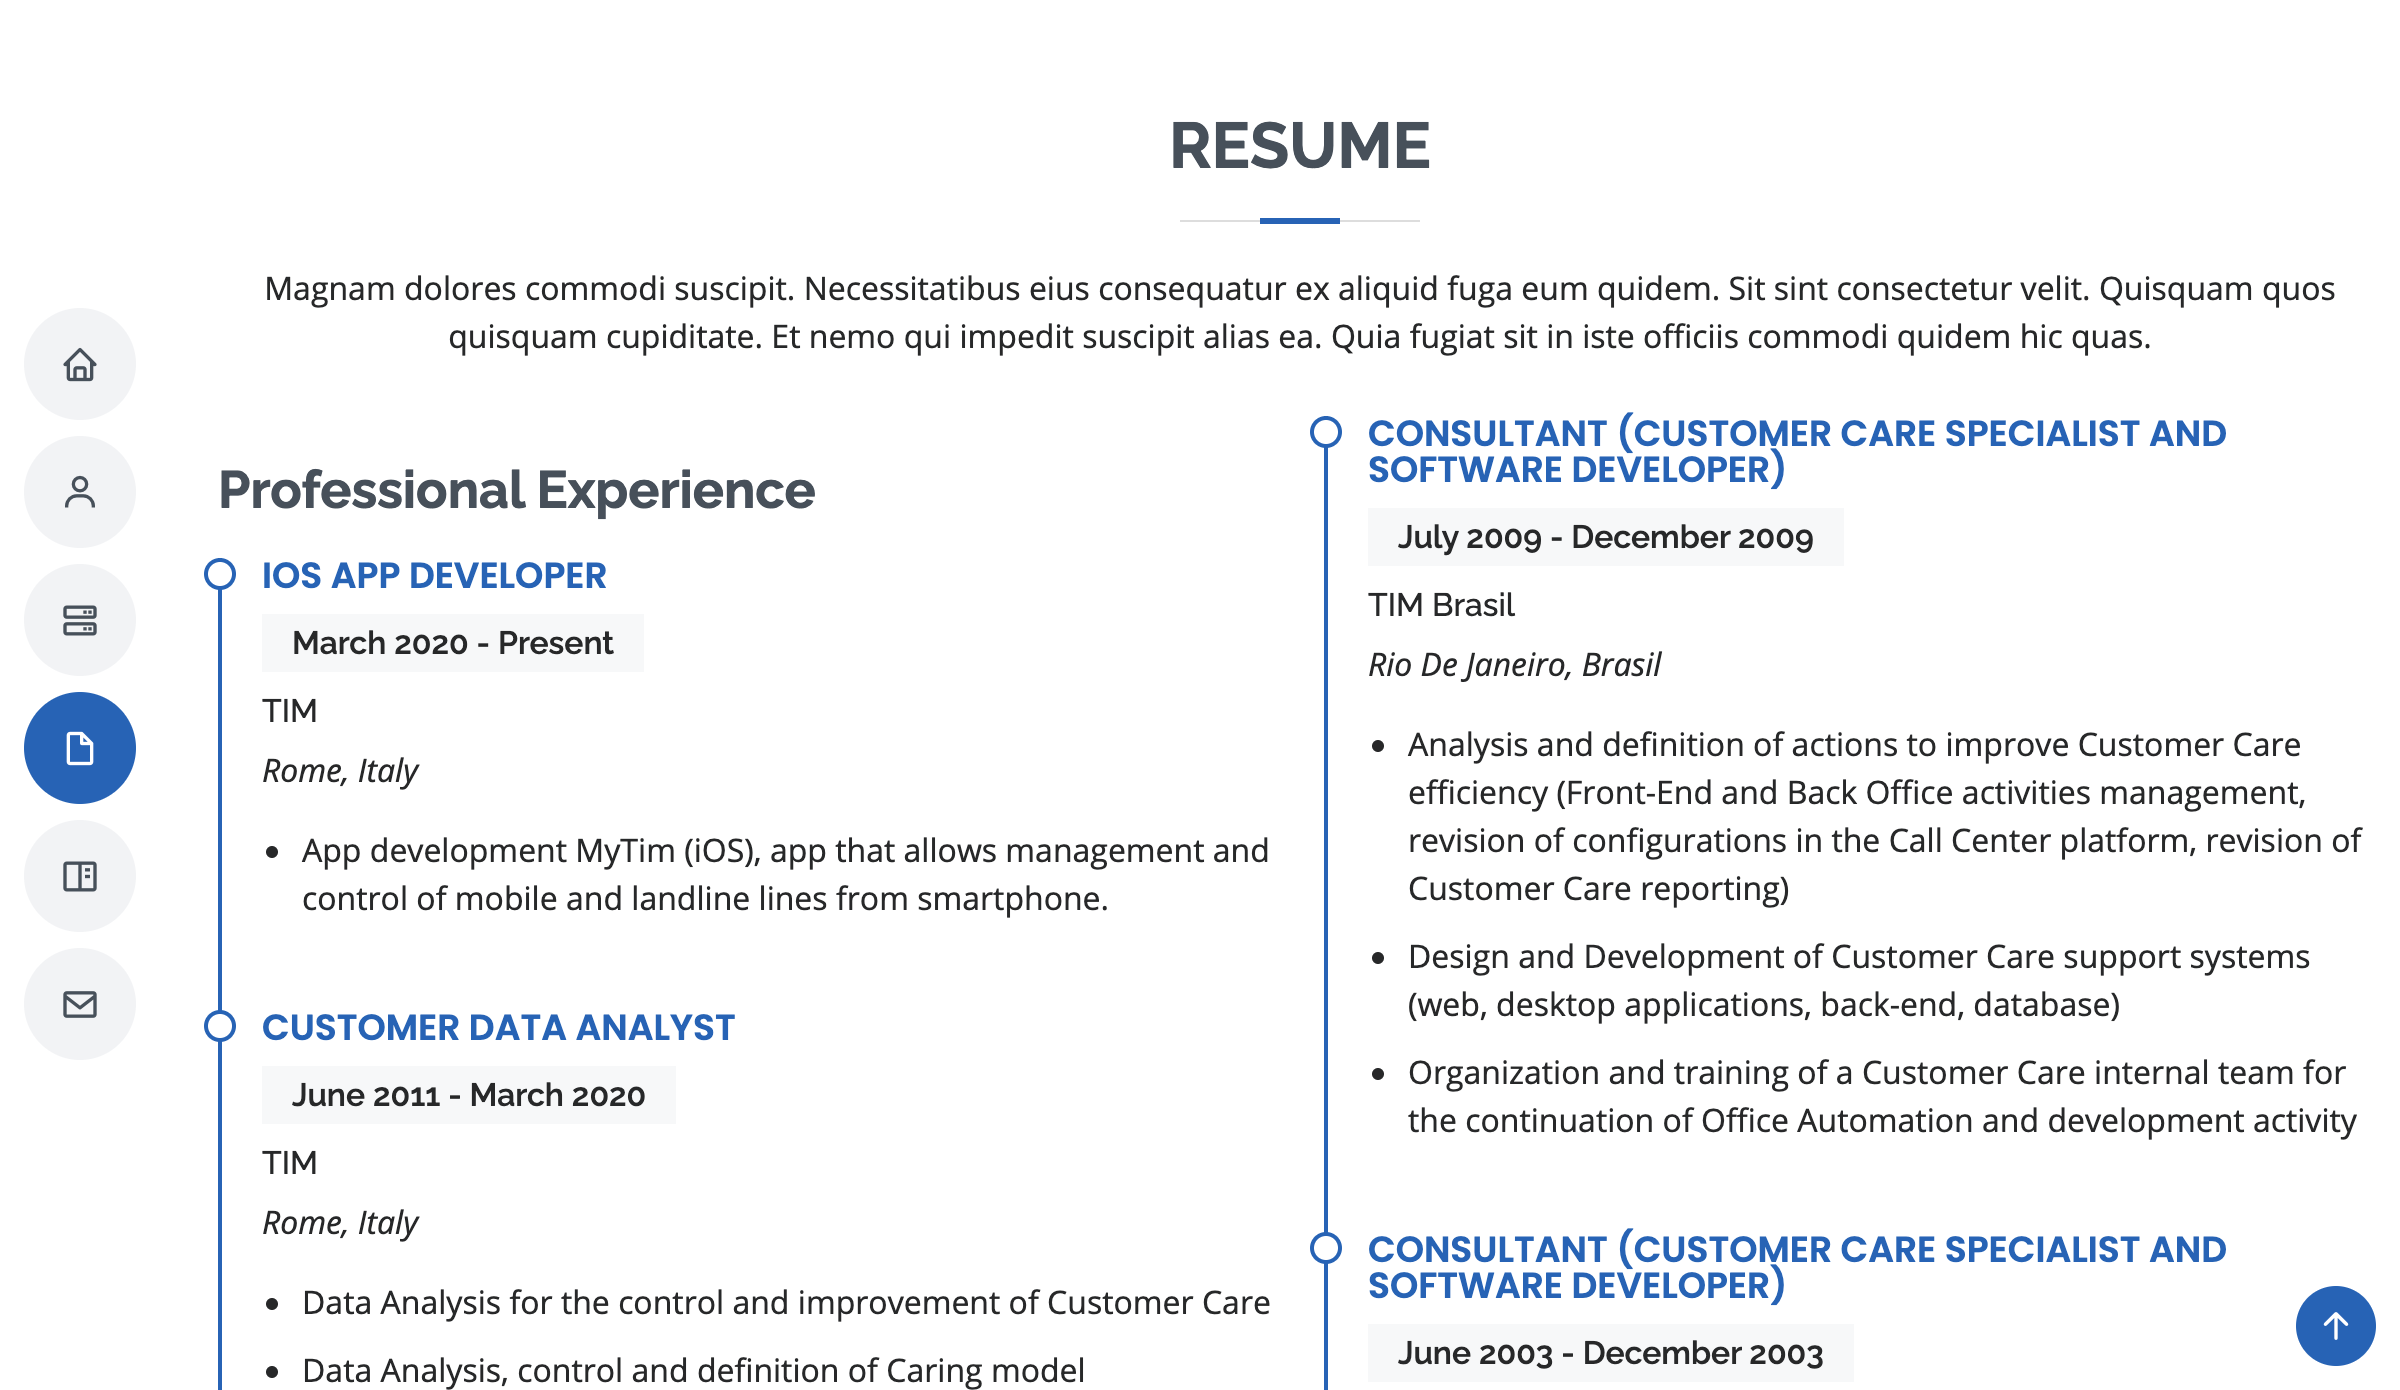 RESUME
Magnam dolores commodi suscipit. Necessitatibus eius consequatur ex aliquid fuga eum quidem. Sit sint consectetur velit. Quisquam quos
quisquam cupiditate. Et nemo qui impedit suscipit alias ea. Quia fugiat sit in iste officiis commodi quidem hic quas.
Professional Experience
IOS APP DEVELOPER
March 2020 - Present
TIM
Rome, Italy
• App development MyTim (iOS), app that allows management and
control of mobile and landline lines from smartphone.
CUSTOMER DATA ANALYST
June 2011 - March 2020
TIM
Rome, Italy
• Data Analysis for the control and improvement of Customer Care
• Data Analysis, control and definition of Caring model
CONSULTANT (CUSTOMER CARE SPECIALIST AND
SOFTWARE DEVELOPER)
July 2009 - December 2009
TIM Brasil
Rio De Janeiro, Brasil
• Analysis and definition of actions to improve Customer Care
efficiency (Front-End and Back Office activities management,
revision of configurations in the Call Center platform, revision of
Customer Care reporting)
• Design and Development of Customer Care support systems
(web, desktop applications, back-end, database)
• Organization and training of a Customer Care internal team for
the continuation of Office Automation and development activity
CONSULTANT (CUSTOMER CARE SPECIALIST AND
SOFTWARE DEVELOPER)
June 2003 - December 2003